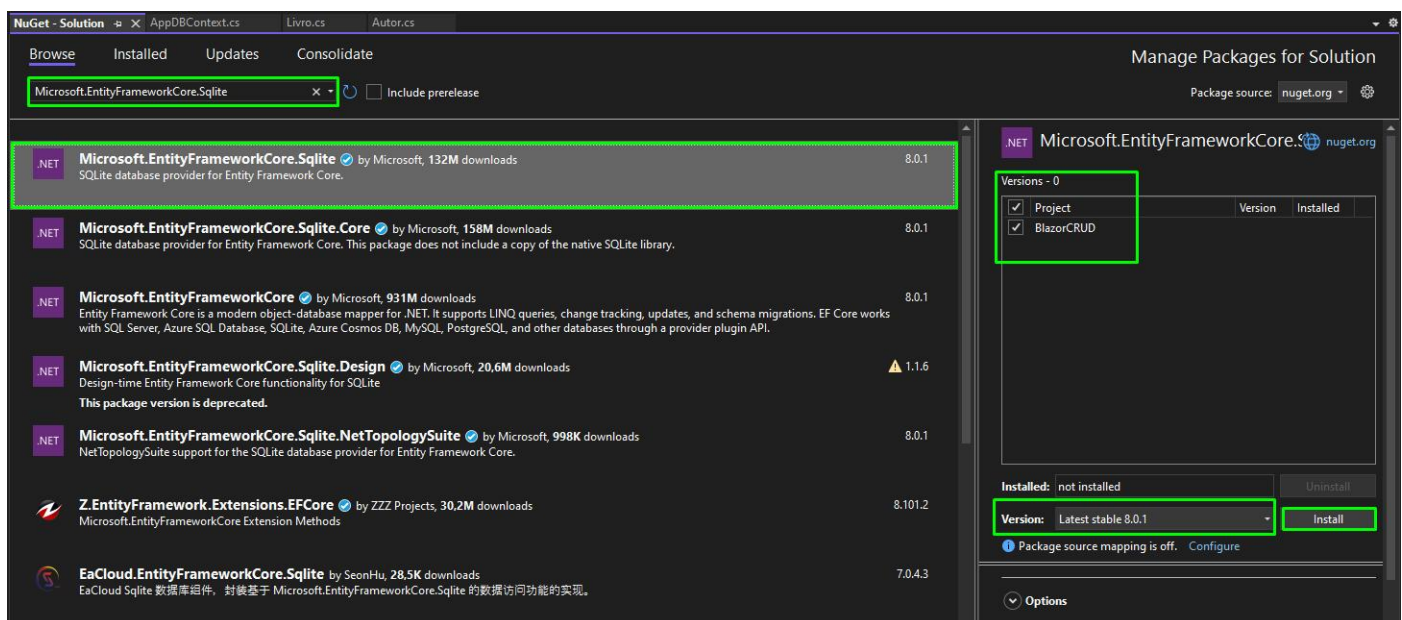 NuGet - Solution AppDBContext.cs Livro.cs Autor.cs
Browse Installed Updates Consolidate
Manage Packages for Solution
Microsoft.EntityFrameworkCore.Sqlite
Include prerelease
Package source: nuget.org
.NET
Microsoft.EntityFrameworkCore.Sqlite by Microsoft, 132M downloads
8.0.1
SQLite database provider for Entity Framework Core.
.NET
Microsoft.EntityFrameworkCore.Sqlite.Core by Microsoft, 158M downloads
8.0.1
SQLite database provider for Entity Framework Core. This package does not include a copy of the native SQLite library.
.NET
Microsoft.EntityFrameworkCore by Microsoft, 931M downloads
8.0.1
Entity Framework Core is a modern object-database mapper for .NET. It supports LINQ queries, change tracking, updates, and schema migrations. EF Core works
with SQL Server, Azure SQL Database, SQLite, Azure Cosmos DB, MySQL, PostgreSQL, and other databases through a provider plugin API.
.NET
Microsoft.EntityFrameworkCore.Sqlite.Design by Microsoft, 20,6M downloads
1.1.6
Design-time Entity Framework Core functionality for SQLite
This package version is deprecated.
.NET
Microsoft.EntityFrameworkCore.Sqlite.NetTopologySuite by Microsoft, 998K downloads
8.0.1
NetTopologySuite support for the SQLite database provider for Entity Framework Core.
Z.EntityFramework.Extensions.EFCore by ZZZ Projects, 30,2M downloads
8.101.2
Microsoft.EntityFrameworkCore Extension Methods
EaCloud.EntityFrameworkCore.Sqlite by SeonHu, 28,5K downloads
7.0.4.3
EaCloud Sqlite 数据库组件，封装基于 Microsoft.EntityFrameworkCore.Sqlite 的数据访问功能的实现。
.NET
Microsoft.EntityFrameworkCore.S nuget.org
Versions - 0
Project Version Installed
BlazorCRUD
Installed: not installed Uninstall
Version: Latest stable 8.0.1 Install
Package source mapping is off. Configure
Options